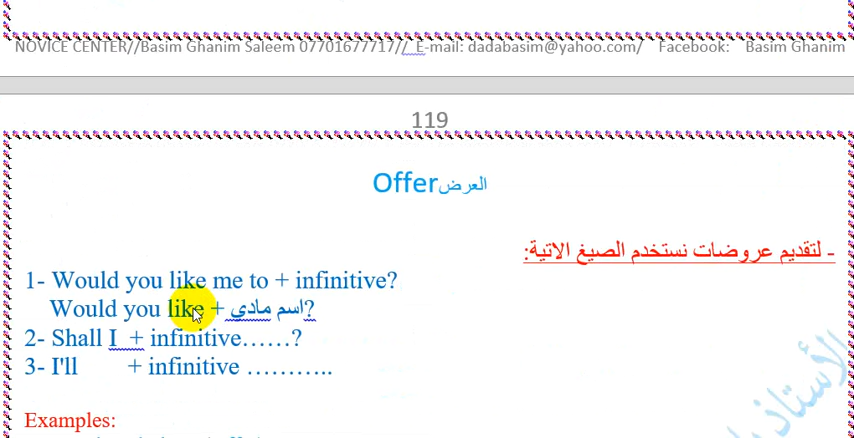 NOVICE CENTER//Basim Ghanim Saleem 07701677717// E-mail: dadabasim@yahoo.com/ Facebook: Basim Ghanim
119
Offerالعرض
- لتقديم عروضات نستخدم الصيغ الاتية:
1- Would you like me to + infinitive?
Would you like + اسم مادي?
2- Shall I + infinitive……?
3- I'll + infinitive ………..
Examples:
الأستاذ